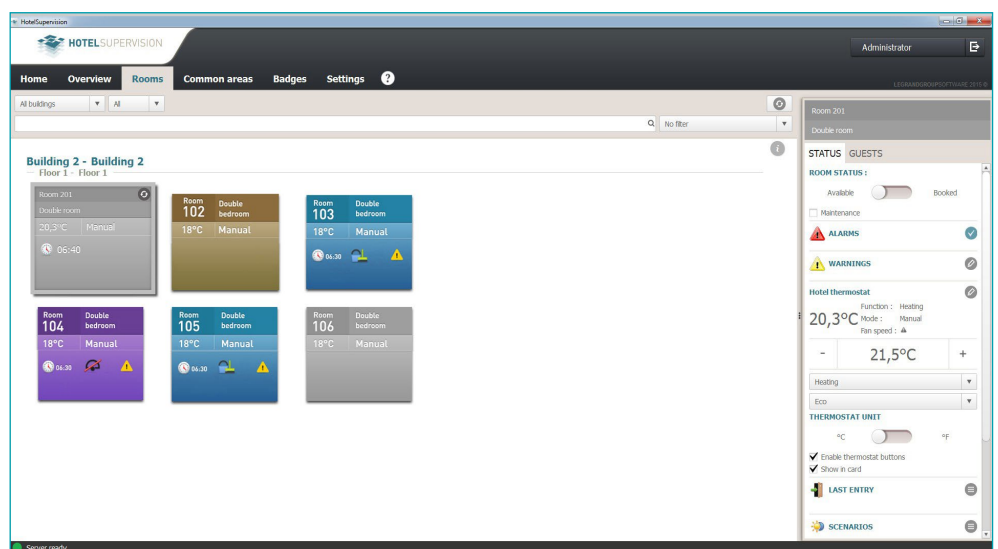 HotelSupervision
HOTELSUPERVISION
Administrator
Home Overview Rooms Common areas Badges Settings ?
LEGRANDGROUPSOFTWARE 2010 ©
All buildings All
No filter
Building 2 - Building 2
Floor 1 - Floor 1
Room 201
Double room
20,3°C Manual
06:40
Room 102 Double bedroom
18°C Manual
Room 103 Double bedroom
18°C Manual
06:30
Room 104 Double bedroom
18°C Manual
06:30
Room 105 Double bedroom
18°C Manual
06:30
Room 106 Double bedroom
18°C Manual
Room 201
Double room
STATUS GUESTS
ROOM STATUS :
Available Booked
Maintenance
ALARMS
WARNINGS
Hotel thermostat
20,3°C
Function : Heating
Mode : Manual
Fan speed :
- 21,5°C +
Heating
Eco
THERMOSTAT UNIT
°C °F
Enable thermostat buttons
Show in card
LAST ENTRY
SCENARIOS
Server ready